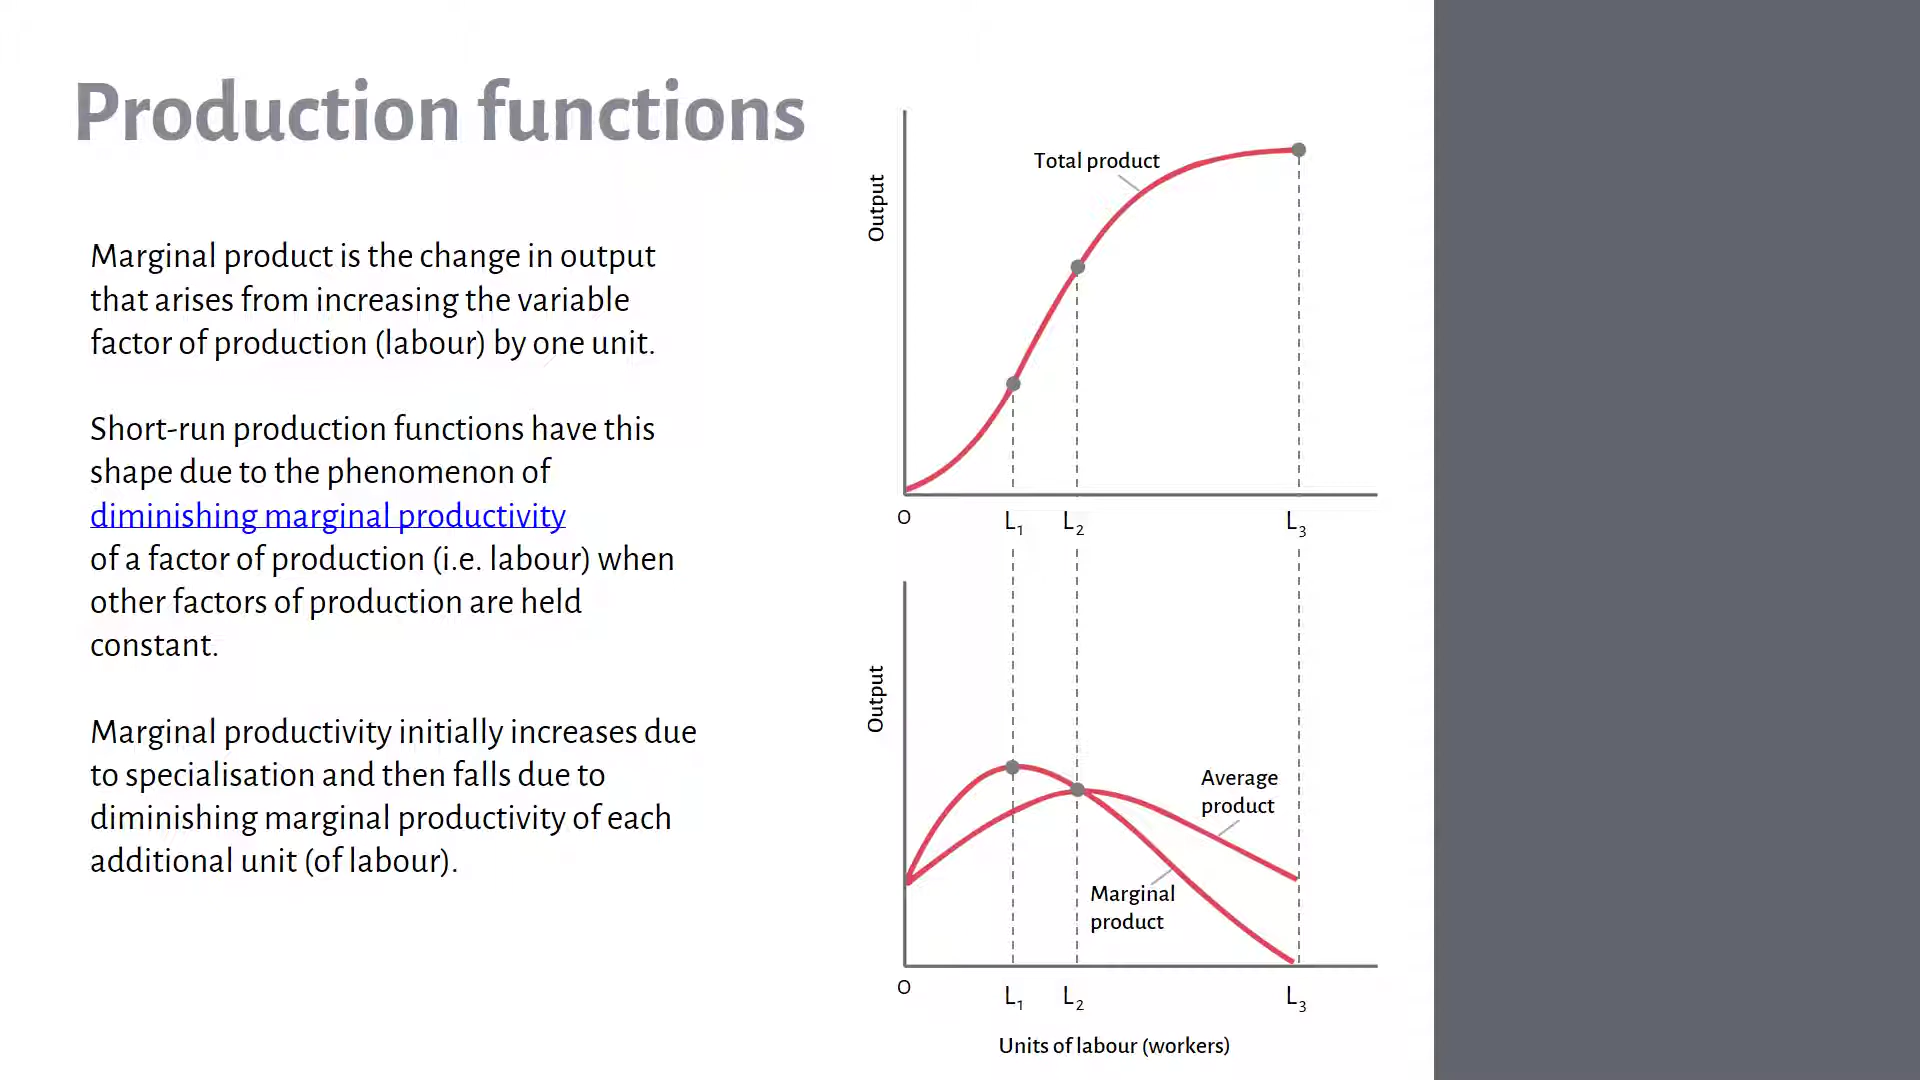 Production functions
Marginal product is the change in output
that arises from increasing the variable
factor of production (labour) by one unit.
Short-run production functions have this
shape due to the phenomenon of
diminishing marginal productivity
of a factor of production (i.e. labour) when
other factors of production are held
constant.
Marginal productivity initially increases due
to specialisation and then falls due to
diminishing marginal productivity of each
additional unit (of labour).
Output
Total product
O L₁ L₂ L₃
Output
Average
product
Marginal
product
O L₁ L₂ L₃
Units of labour (workers)